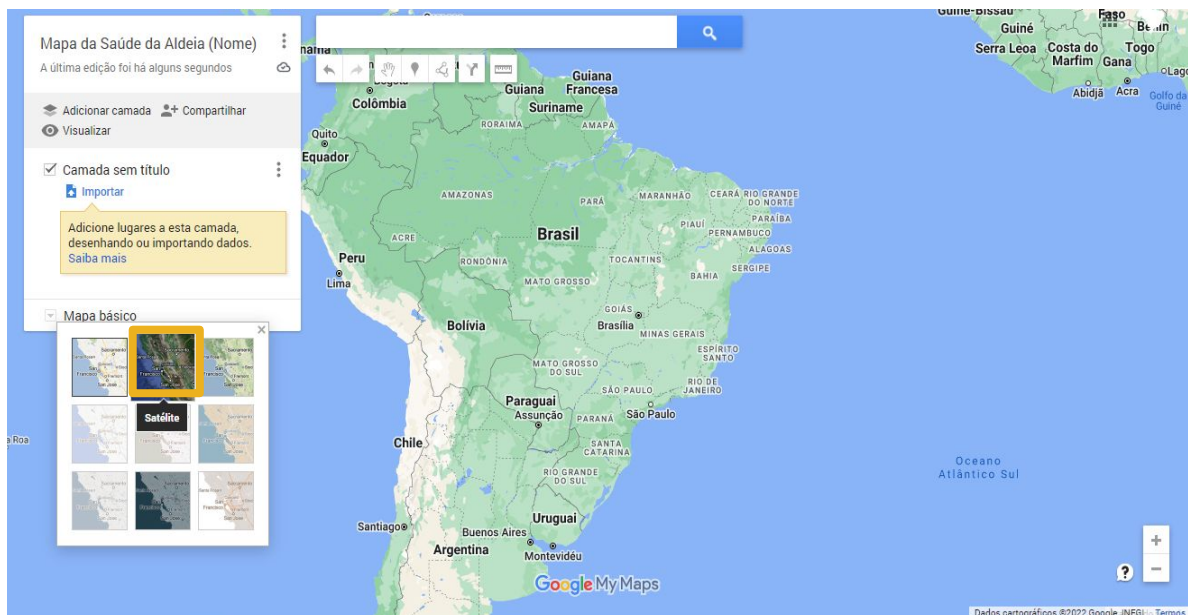 Mapa da Saúde da Aldeia (Nome)
A última edição foi há alguns segundos
Adicionar camada
Compartilhar
Visualizar
Camada sem título
Importar
Adicione lugares a esta camada,
desenhando ou importando dados.
Saiba mais
Mapa básico
Satélite
Colômbia
Quito
Equador
Guiana
Guiana
Francesa
Suriname
RORAIMA
AMAPÁ
AMAZONAS
PARÁ
MARANHÃO
CEARÁ
RIO GRANDE
DO NORTE
PARAÍBA
PIAUÍ
PERNAMBUCO
ALAGOAS
SERGIPE
ACRE
Brasil
Peru
Lima
RONDÔNIA
TOCANTINS
BAHIA
MATO GROSSO
GOIÁS
Brasília
Bolívia
MINAS GERAIS
ESPÍRITO
SANTO
MATO GROSSO
DO SUL
SÃO PAULO
RIO DE
JANEIRO
Paraguai
Assunção
PARANÁ
São Paulo
Chile
SANTA
CATARINA
RIO GRANDE
DO SUL
Santiago
Uruguai
Buenos Aires
Argentina
Montevidéu
Google My Maps
Oceano
Atlântico Sul
Guiné-Bissau
Faso
Benin
Guiné
Serra Leoa
Costa do
Marfim
Togo
Gana
Lago
Abidjã
Acra
Golfo da
Guiné
a Roa
?
+
−
Dados cartográficos ©2022 Google, INEGI
Termos